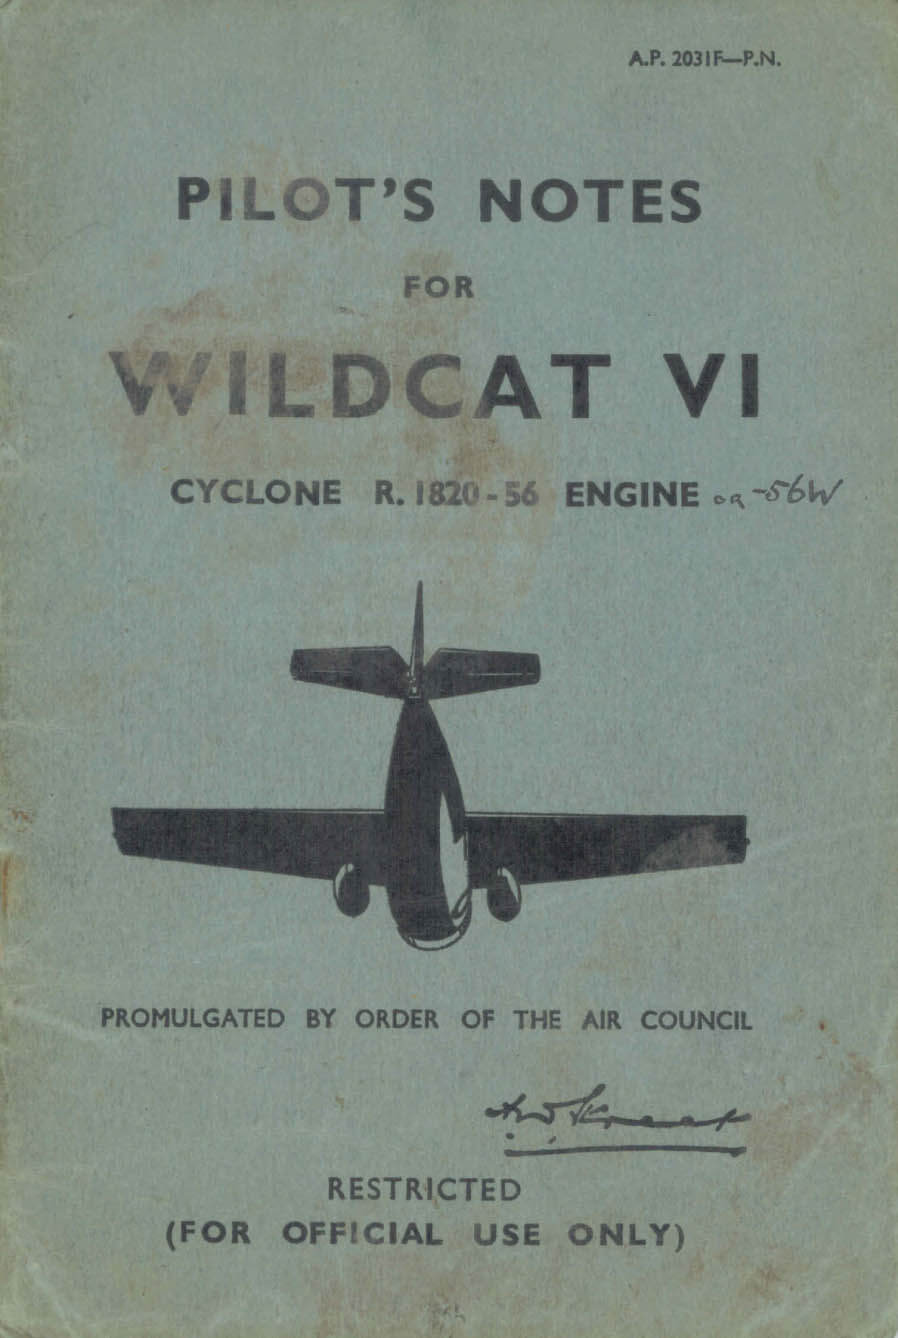 A.P. 2031F—P.N.
PILOT'S NOTES
FOR
WILDCAT VI
CYCLONE R. 1820-56 ENGINE OR -56W
PROMULGATED BY ORDER OF THE AIR COUNCIL
RESTRICTED
(FOR OFFICIAL USE ONLY)